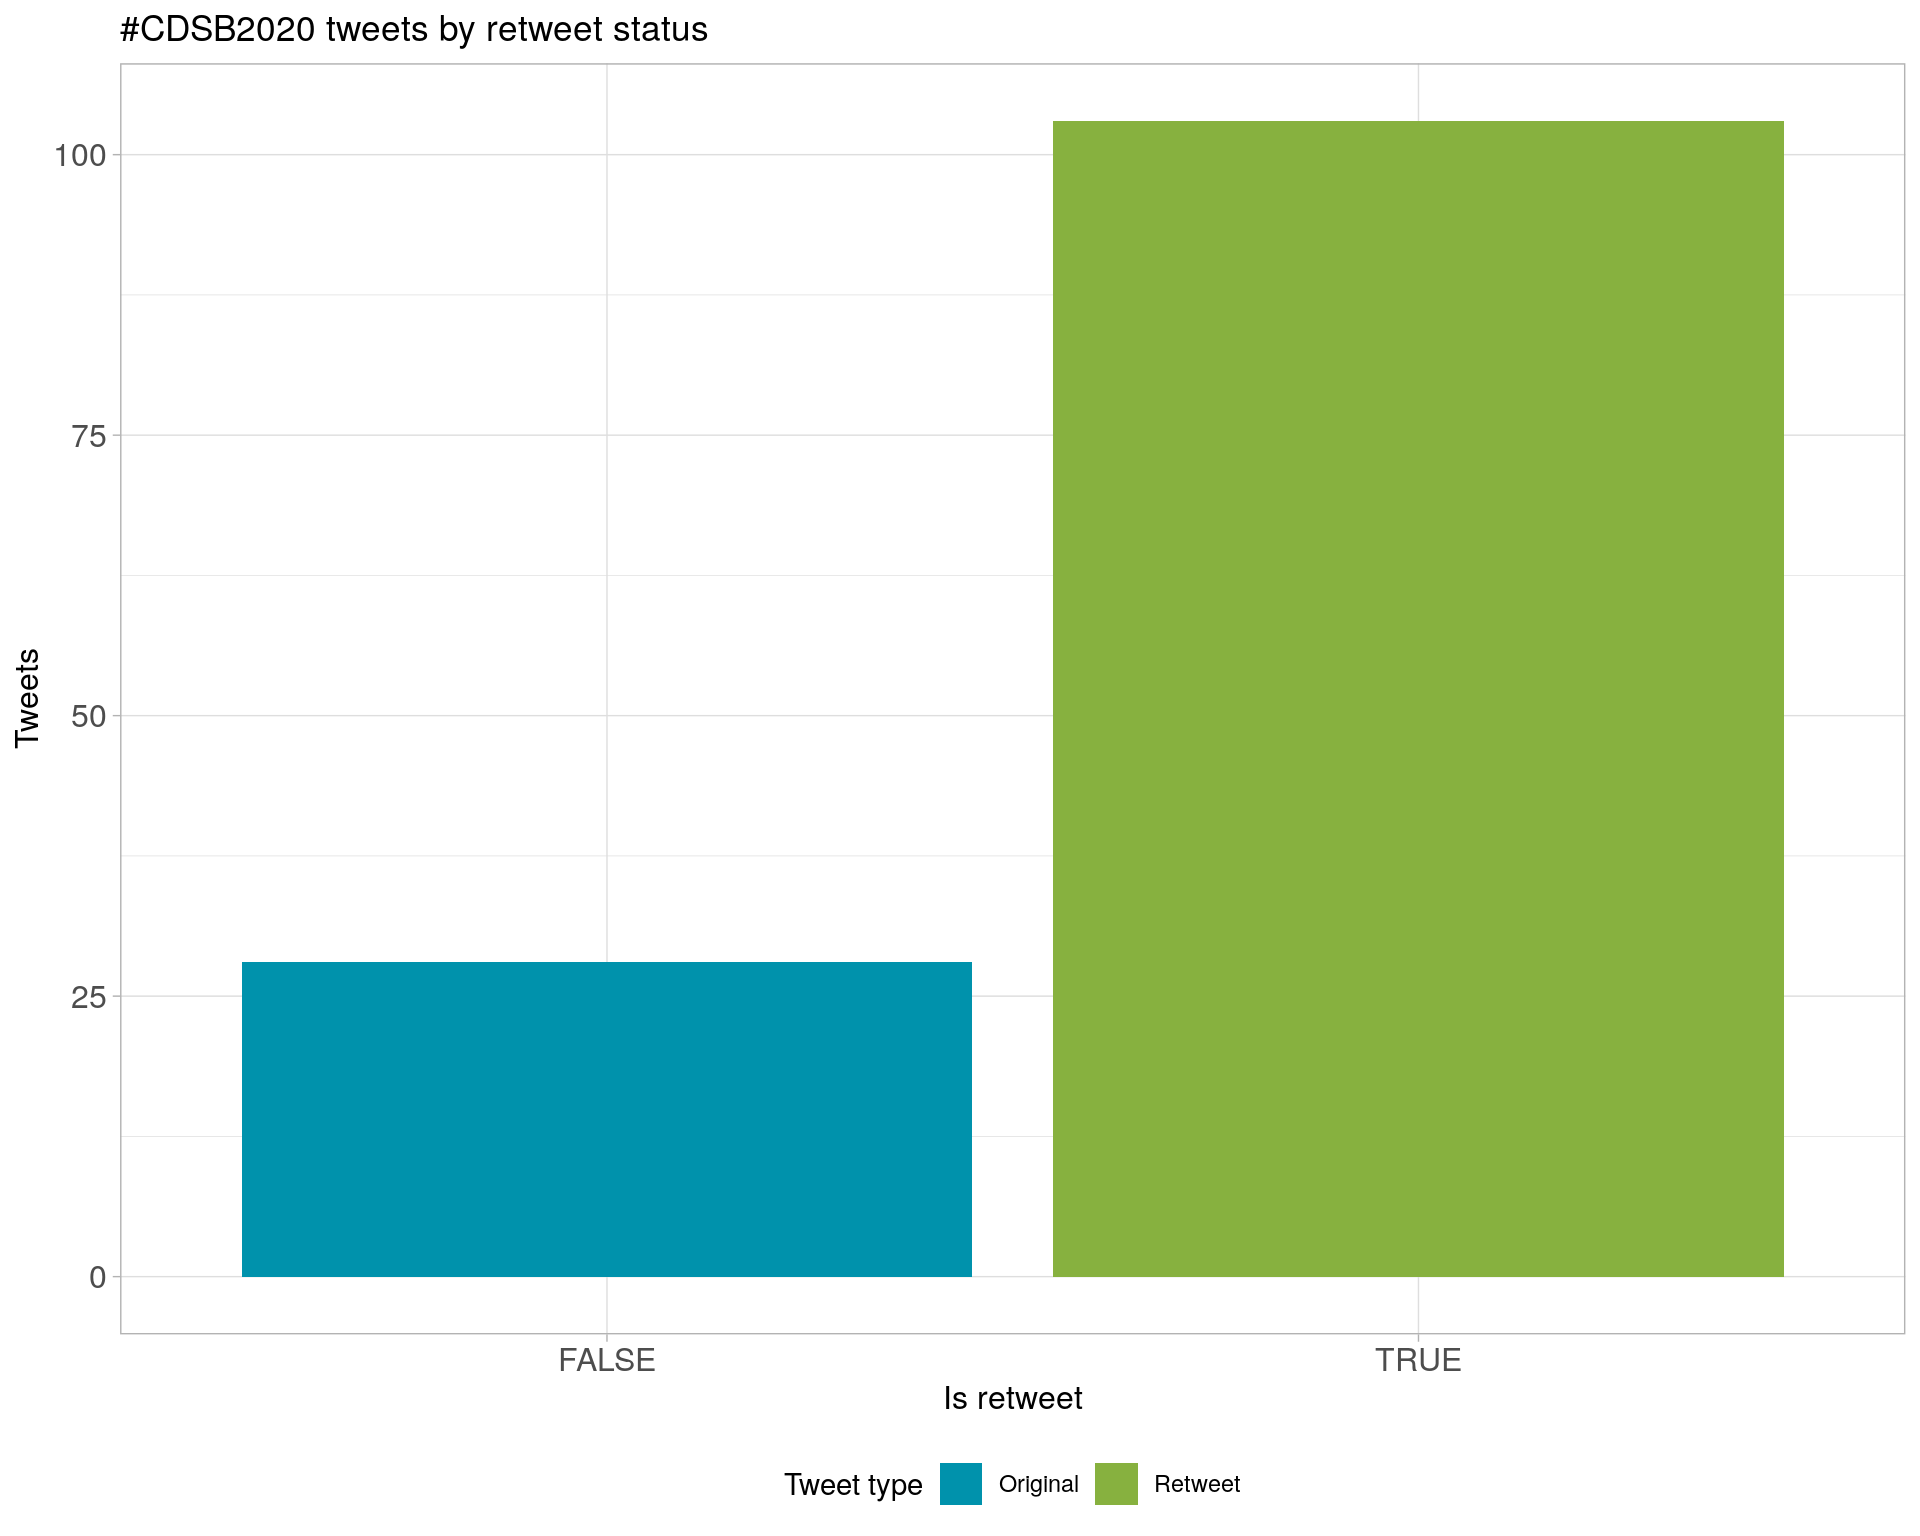 #CDSB2020 tweets by retweet status
100
75
50
25
0
Tweets
FALSE TRUE
Is retweet
Tweet type Original Retweet